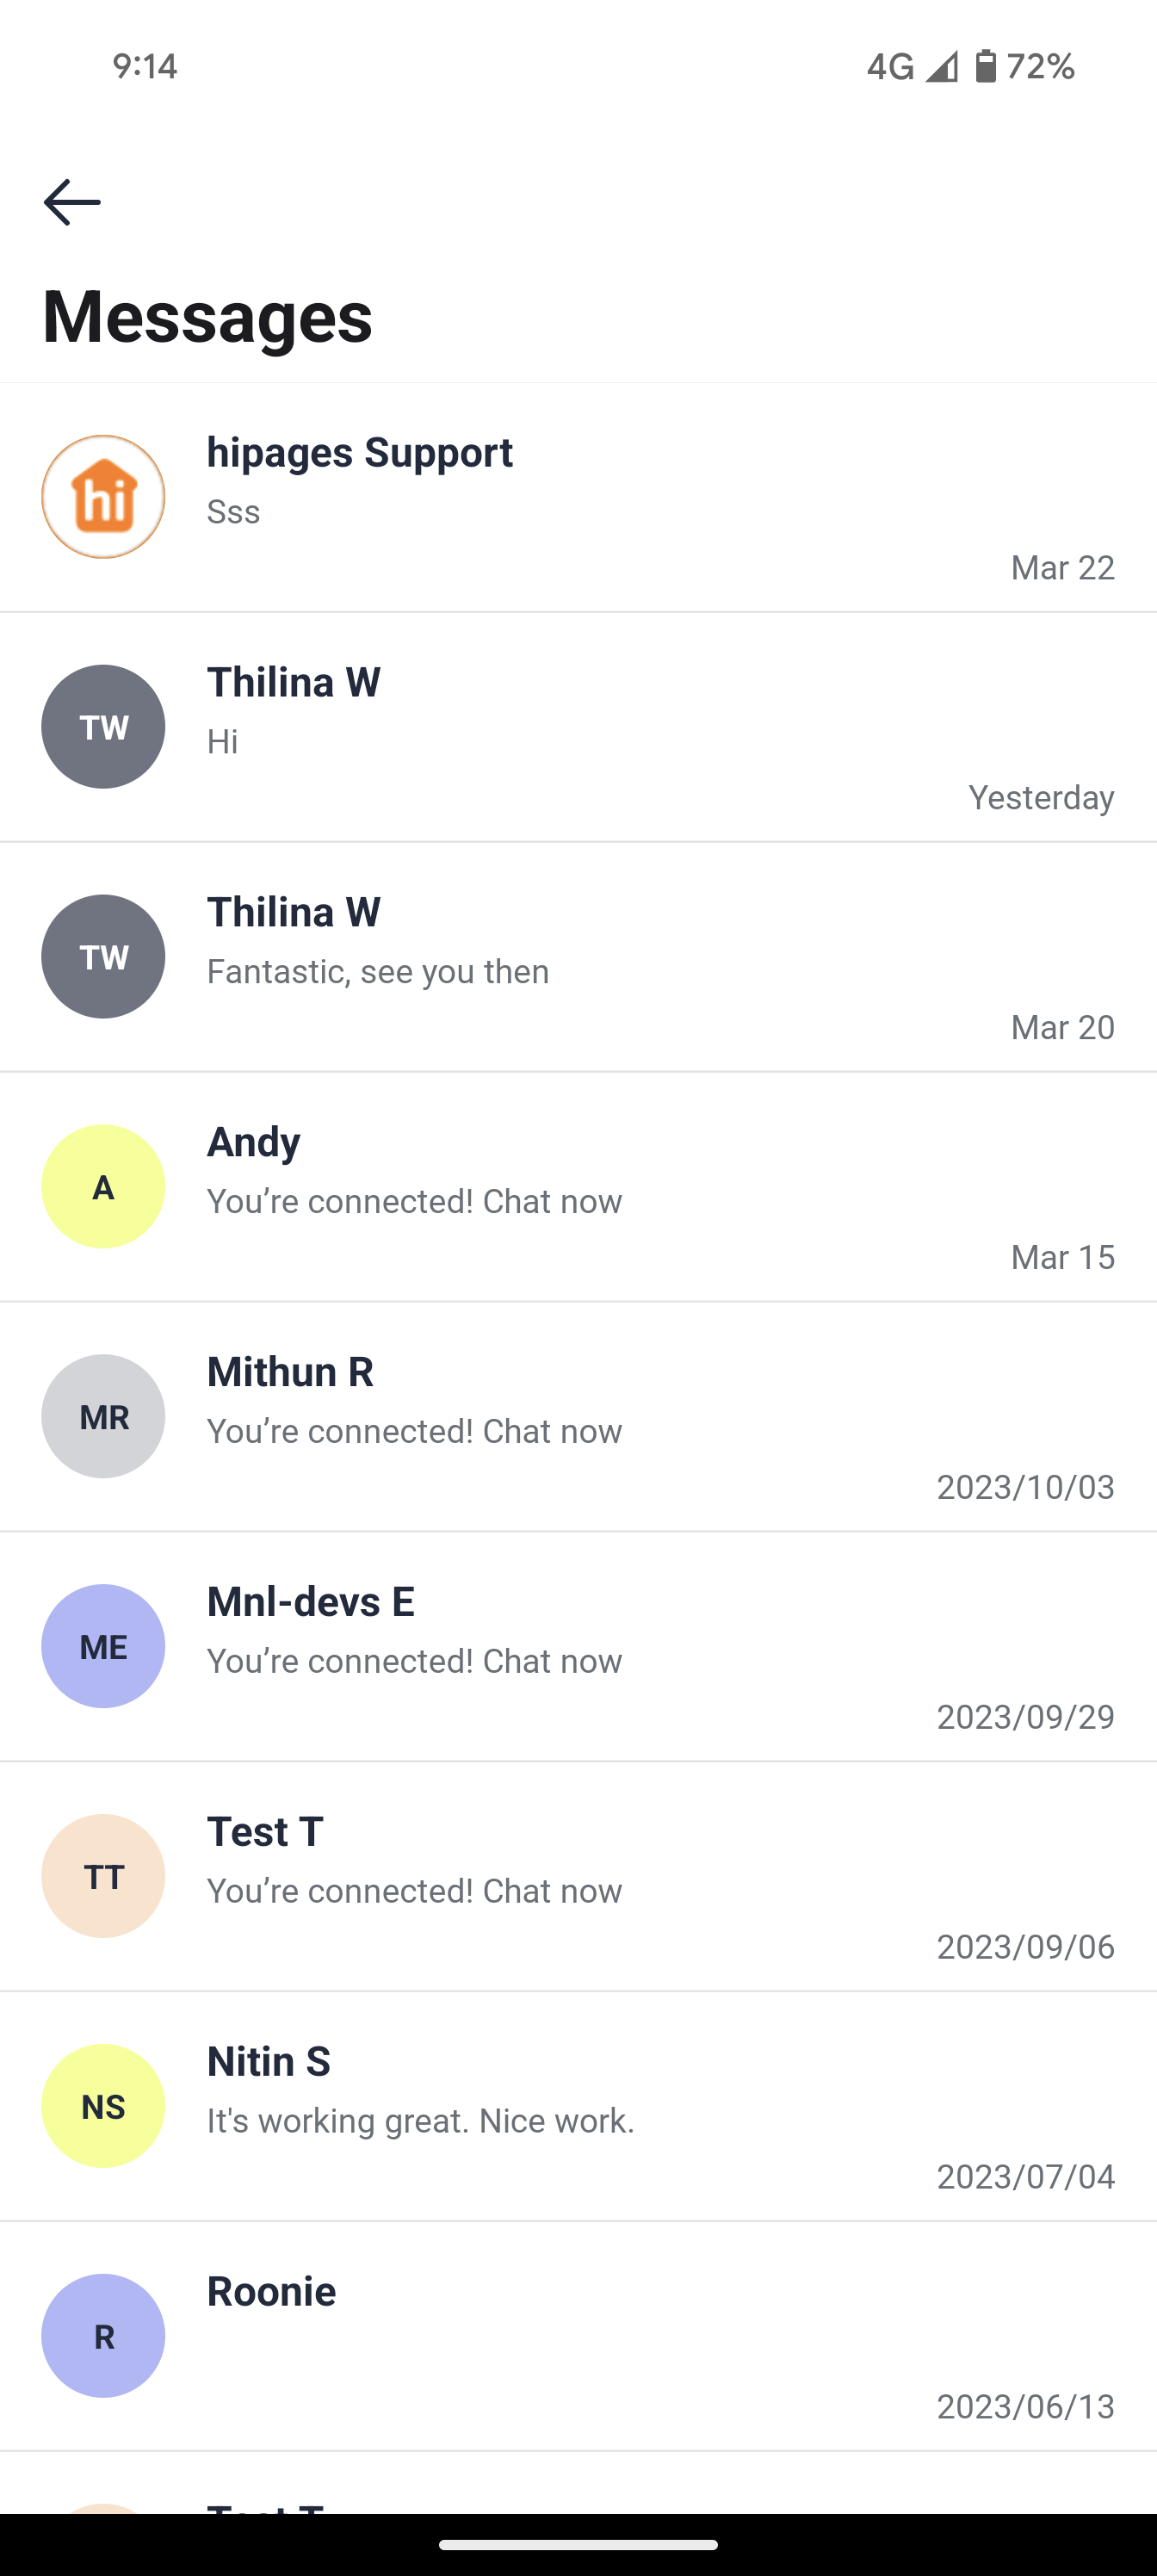 9:14 4G 72%
Messages
hi
hipages Support
Sss
Mar 22
TW
Thilina W
Hi
Yesterday
TW
Thilina W
Fantastic, see you then
Mar 20
A
Andy
You’re connected! Chat now
Mar 15
MR
Mithun R
You’re connected! Chat now
2023/10/03
ME
Mnl-devs E
You’re connected! Chat now
2023/09/29
TT
Test T
You’re connected! Chat now
2023/09/06
NS
Nitin S
It's working great. Nice work.
2023/07/04
R
Roonie
2023/06/13
Test T